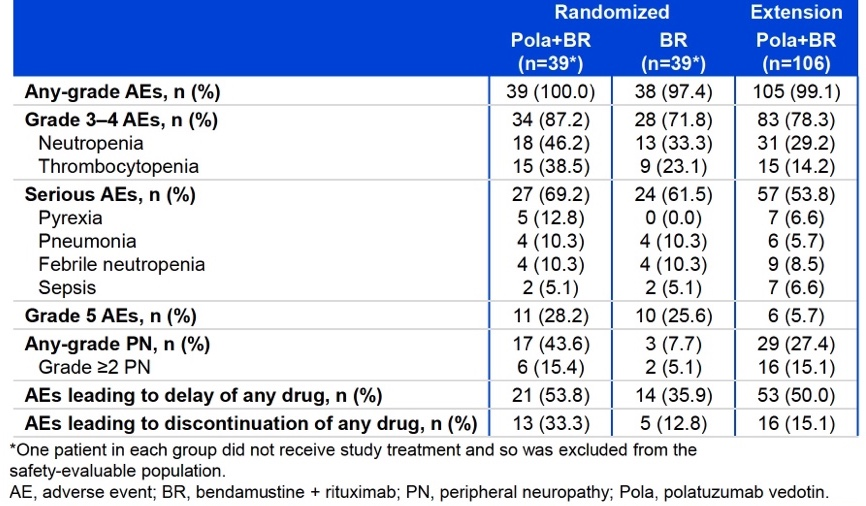 Randomized Extension
Pola+BR BR Pola+BR
(n=39*) (n=39*) (n=106)
Any-grade AEs, n (%) 39 (100.0) 38 (97.4) 105 (99.1)
Grade 3–4 AEs, n (%) 34 (87.2) 28 (71.8) 83 (78.3)
Neutropenia 18 (46.2) 13 (33.3) 31 (29.2)
Thrombocytopenia 15 (38.5) 9 (23.1) 15 (14.2)
Serious AEs, n (%) 27 (69.2) 24 (61.5) 57 (53.8)
Pyrexia 5 (12.8) 0 (0.0) 7 (6.6)
Pneumonia 4 (10.3) 4 (10.3) 6 (5.7)
Febrile neutropenia 4 (10.3) 4 (10.3) 9 (8.5)
Sepsis 2 (5.1) 2 (5.1) 7 (6.6)
Grade 5 AEs, n (%) 11 (28.2) 10 (25.6) 6 (5.7)
Any-grade PN, n (%) 17 (43.6) 3 (7.7) 29 (27.4)
Grade ≥2 PN 6 (15.4) 2 (5.1) 16 (15.1)
AEs leading to delay of any drug, n (%) 21 (53.8) 14 (35.9) 53 (50.0)
AEs leading to discontinuation of any drug, n (%) 13 (33.3) 5 (12.8) 16 (15.1)
*One patient in each group did not receive study treatment and so was excluded from the
safety-evaluable population.
AE, adverse event; BR, bendamustine + rituximab; PN, peripheral neuropathy; Pola, polatuzumab vedotin.